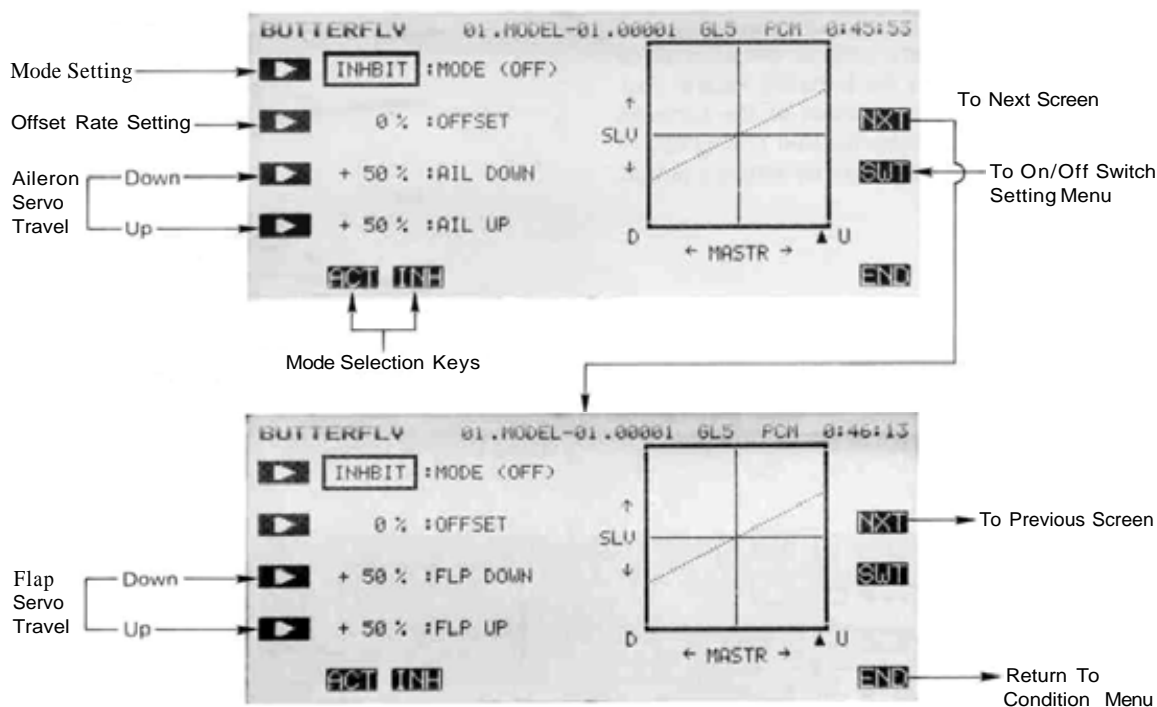 BUTTERFLY 01.MODEL-01.00001 GL5 PCM 0:45:53
Mode Setting INHBIT :MODE (OFF)
To Next Screen
Offset Rate Setting 0 % :OFFSET
↑
SLV
↓
NXT
Aileron Servo Travel
Down + 50 % :AIL DOWN
SWT To On/Off Switch
Setting Menu
Up + 50 % :AIL UP
D ← MASTR → ▲ U
ACT INH
END
Mode Selection Keys
BUTTERFLY 01.MODEL-01.00001 GL5 PCM 0:46:13
INHBIT :MODE (OFF)
0 % :OFFSET
↑
SLV
↓
NXT To Previous Screen
Flap Servo Travel
Down + 50 % :FLP DOWN
SWT
Up + 50 % :FLP UP
D ← MASTR → ▲ U
ACT INH
END Return To
Condition Menu